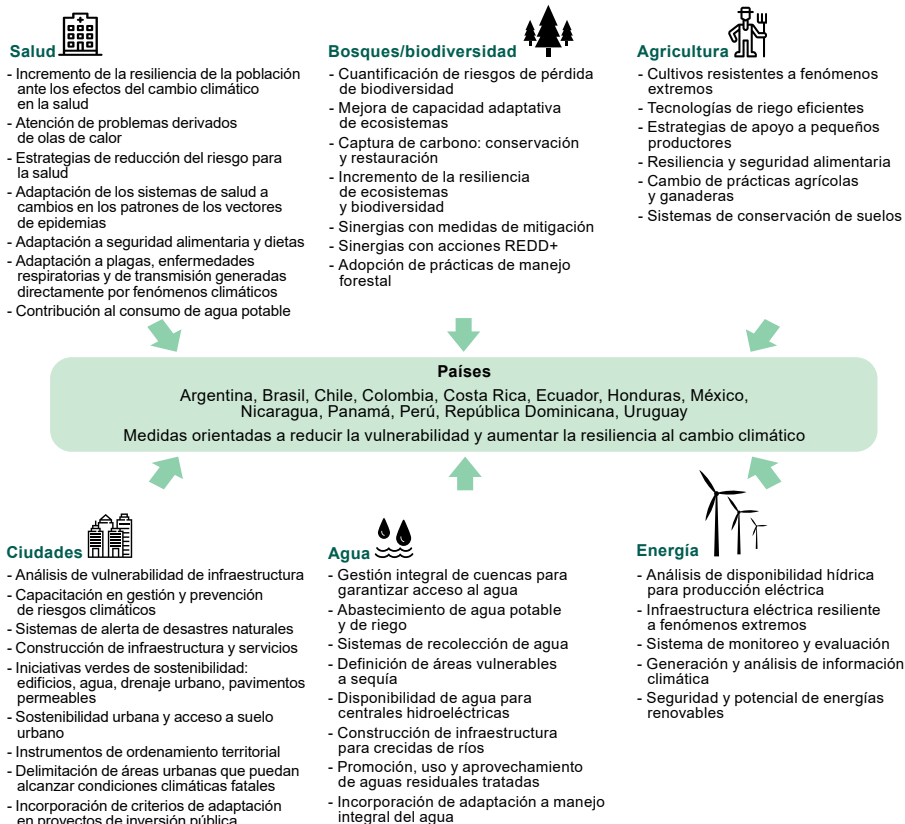 Salud
- Incremento de la resiliencia de la población
ante los efectos del cambio climático
en la salud
- Atención de problemas derivados
de olas de calor
- Estrategias de reducción del riesgo para
la salud
- Adaptación de los sistemas de salud a
cambios en los patrones de los vectores
de epidemias
- Adaptación a seguridad alimentaria y dietas
- Adaptación a plagas, enfermedades
respiratorias y de transmisión generadas
directamente por fenómenos climáticos
- Contribución al consumo de agua potable
Bosques/biodiversidad
- Cuantificación de riesgos de pérdida
de biodiversidad
- Mejora de capacidad adaptativa
de ecosistemas
- Captura de carbono: conservación
y restauración
- Incremento de la resiliencia
de ecosistemas
y biodiversidad
- Sinergias con medidas de mitigación
- Sinergias con acciones REDD+
- Adopción de prácticas de manejo
forestal
Agricultura
- Cultivos resistentes a fenómenos
extremos
- Tecnologías de riego eficientes
- Estrategias de apoyo a pequeños
productores
- Resiliencia y seguridad alimentaria
- Cambio de prácticas agrícolas
y ganaderas
- Sistemas de conservación de suelos
Países
Argentina, Brasil, Chile, Colombia, Costa Rica, Ecuador, Honduras, México,
Nicaragua, Panamá, Perú, República Dominicana, Uruguay
Medidas orientadas a reducir la vulnerabilidad y aumentar la resiliencia al cambio climático
Ciudades
- Análisis de vulnerabilidad de infraestructura
- Capacitación en gestión y prevención
de riesgos climáticos
- Sistemas de alerta de desastres naturales
- Construcción de infraestructura y servicios
- Iniciativas verdes de sostenibilidad:
edificios, agua, drenaje urbano, pavimentos
permeables
- Sostenibilidad urbana y acceso a suelo
urbano
- Instrumentos de ordenamiento territorial
- Delimitación de áreas urbanas que puedan
alcanzar condiciones climáticas fatales
- Incorporación de criterios de adaptación
en proyectos de inversión pública
Agua
- Gestión integral de cuencas para
garantizar acceso al agua
- Abastecimiento de agua potable
y de riego
- Sistemas de recolección de agua
- Definición de áreas vulnerables
a sequía
- Disponibilidad de agua para
centrales hidroeléctricas
- Construcción de infraestructura
para crecidas de ríos
- Promoción, uso y aprovechamiento
de aguas residuales tratadas
- Incorporación de adaptación a manejo
integral del agua
Energía
- Análisis de disponibilidad hídrica
para producción eléctrica
- Infraestructura eléctrica resiliente
a fenómenos extremos
- Sistema de monitoreo y evaluación
- Generación y análisis de información
climática
- Seguridad y potencial de energías
renovables